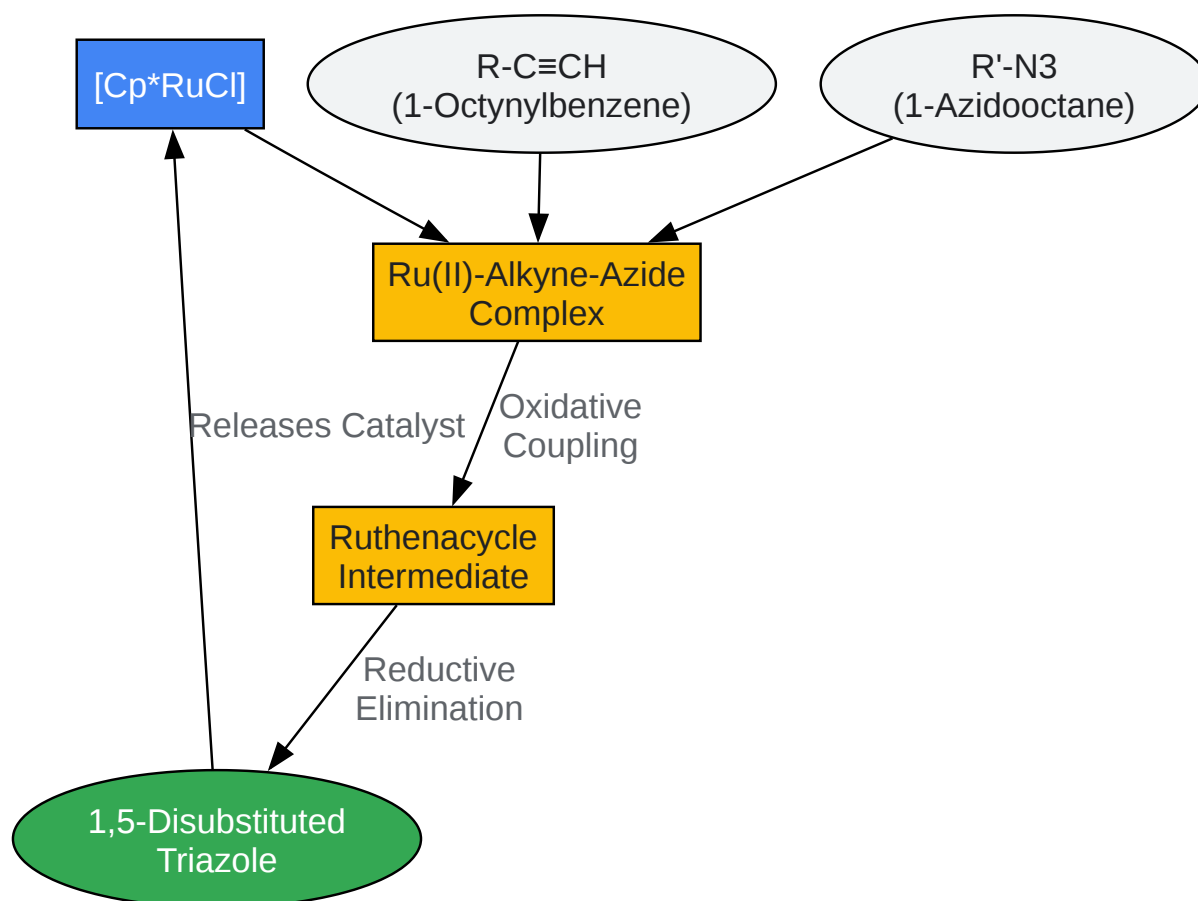 [Cp*RuCl]
R-C≡CH
(1-Octynylbenzene)
R'-N3
(1-Azidooctane)
Ru(II)-Alkyne-Azide
Complex
Releases Catalyst
Oxidative
Coupling
Ruthenacycle
Intermediate
Reductive
Elimination
1,5-Disubstituted
Triazole